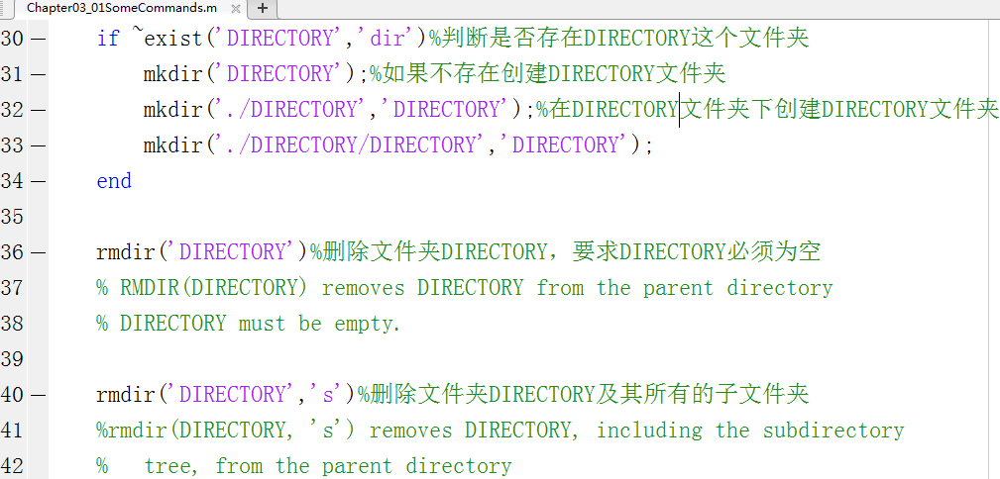 Chapter03_01SomeCommands.m × +
30 — if ~exist('DIRECTORY','dir')%判断是否存在DIRECTORY这个文件夹
31 — mkdir('DIRECTORY');%如果不存在创建DIRECTORY文件夹
32 — mkdir('./DIRECTORY','DIRECTORY');%在DIRECTORY文件夹下创建DIRECTORY文件夹
33 — mkdir('./DIRECTORY/DIRECTORY','DIRECTORY');
34 — end
35
36 — rmdir('DIRECTORY')%删除文件夹DIRECTORY，要求DIRECTORY必须为空
37 % RMDIR(DIRECTORY) removes DIRECTORY from the parent directory
38 % DIRECTORY must be empty.
39
40 — rmdir('DIRECTORY','s')%删除文件夹DIRECTORY及其所有的子文件夹
41 %rmdir(DIRECTORY, 's') removes DIRECTORY, including the subdirectory
42 % tree, from the parent directory